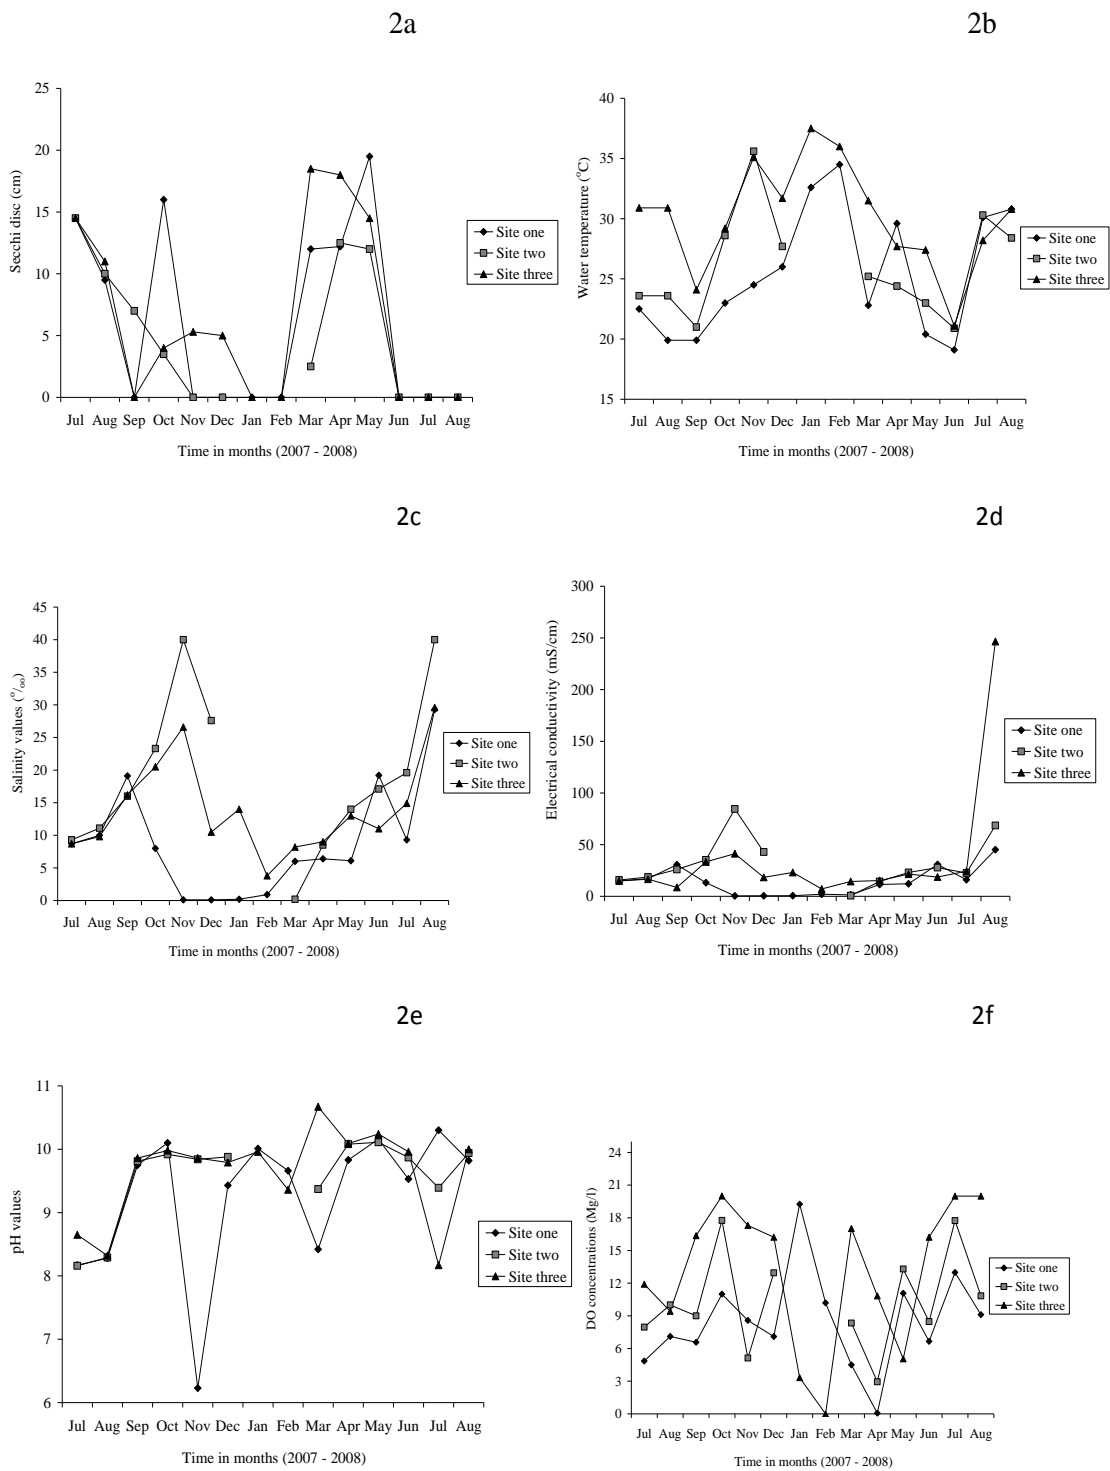 2a
2b
25
20
15
10
5
0
Secchi disc (cm)
Jul Aug Sep Oct Nov Dec Jan Feb Mar Apr May Jun Jul Aug
Time in months (2007 - 2008)
Site one
Site two
Site three
40
35
30
25
20
15
Water temperature (°C)
Jul Aug Sep Oct Nov Dec Jan Feb Mar Apr May Jun Jul Aug
Time in months (2007 - 2008)
Site one
Site two
Site three
2c
2d
45
40
35
30
25
20
15
10
5
0
Salinity values (º/ₒₒ)
Jul Aug Sep Oct Nov Dec Jan Feb Mar Apr May Jun Jul Aug
Time in months (2007 - 2008)
Site one
Site two
Site three
300
250
200
150
100
50
0
Electrical conductivity (mS/cm)
Jul Aug Sep Oct Nov Dec Jan Feb Mar Apr May Jun Jul Aug
Time in months (2007 - 2008)
Site one
Site two
Site three
2e
2f
11
10
9
8
7
6
pH values
Jul Aug Sep Oct Nov Dec Jan Feb Mar Apr May Jun Jul Aug
Time in months (2007 - 2008)
Site one
Site two
Site three
24
21
18
15
12
9
6
3
0
DO concentrations (Mg/l)
Jul Aug Sep Oct Nov Dec Jan Feb Mar Apr May Jun Jul Aug
Time in months (2007 - 2008)
Site one
Site two
Site three